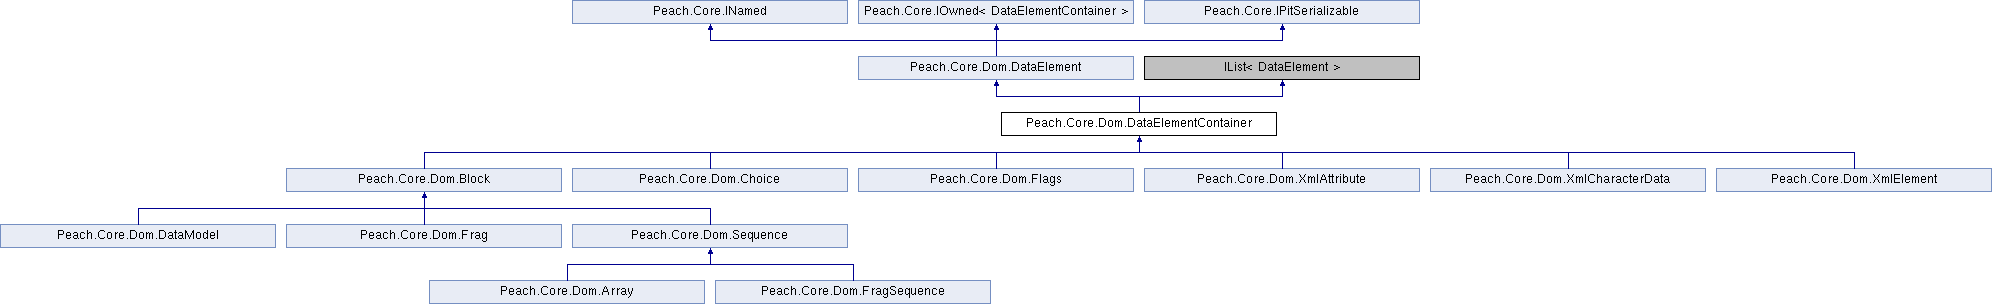 Peach.Core.INamed
Peach.Core.IOwned< DataElementContainer >
Peach.Core.IPitSerializable
Peach.Core.Dom.DataElement
IList< DataElement >
Peach.Core.Dom.DataElementContainer
Peach.Core.Dom.Block
Peach.Core.Dom.Choice
Peach.Core.Dom.Flags
Peach.Core.Dom.XmlAttribute
Peach.Core.Dom.XmlCharacterData
Peach.Core.Dom.XmlElement
Peach.Core.Dom.DataModel
Peach.Core.Dom.Frag
Peach.Core.Dom.Sequence
Peach.Core.Dom.Array
Peach.Core.Dom.FragSequence